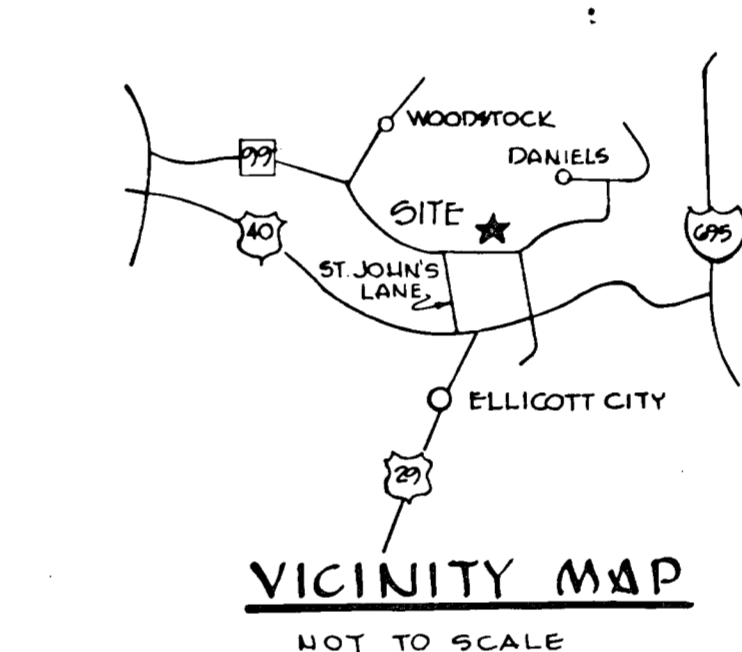 WOODSTOCK
99
DANIELS
SITE
40
695
ST. JOHN'S
LANE
ELLICOTT CITY
29
VICINITY MAP
NOT TO SCALE